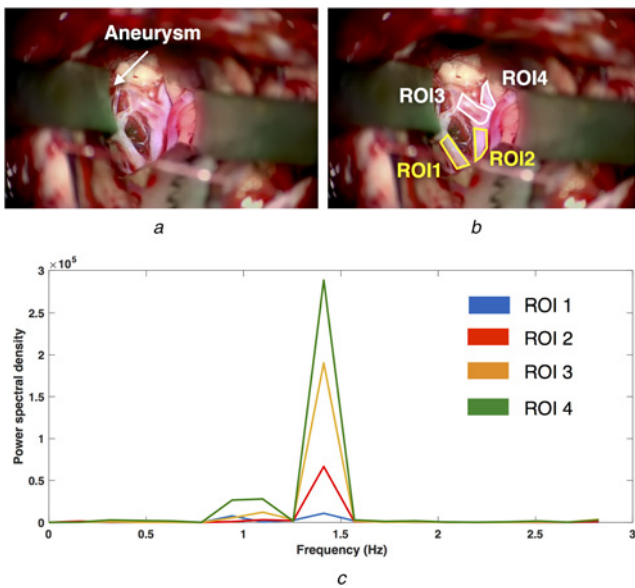 Aneurysm
a
ROI4
ROI3
ROI1
ROI2
b
×10⁵
3
2.5
2
1.5
1
0.5
0
Power spectral density
ROI 1
ROI 2
ROI 3
ROI 4
0 0.5 1 1.5 2 2.5 3
Frequency (Hz)
c